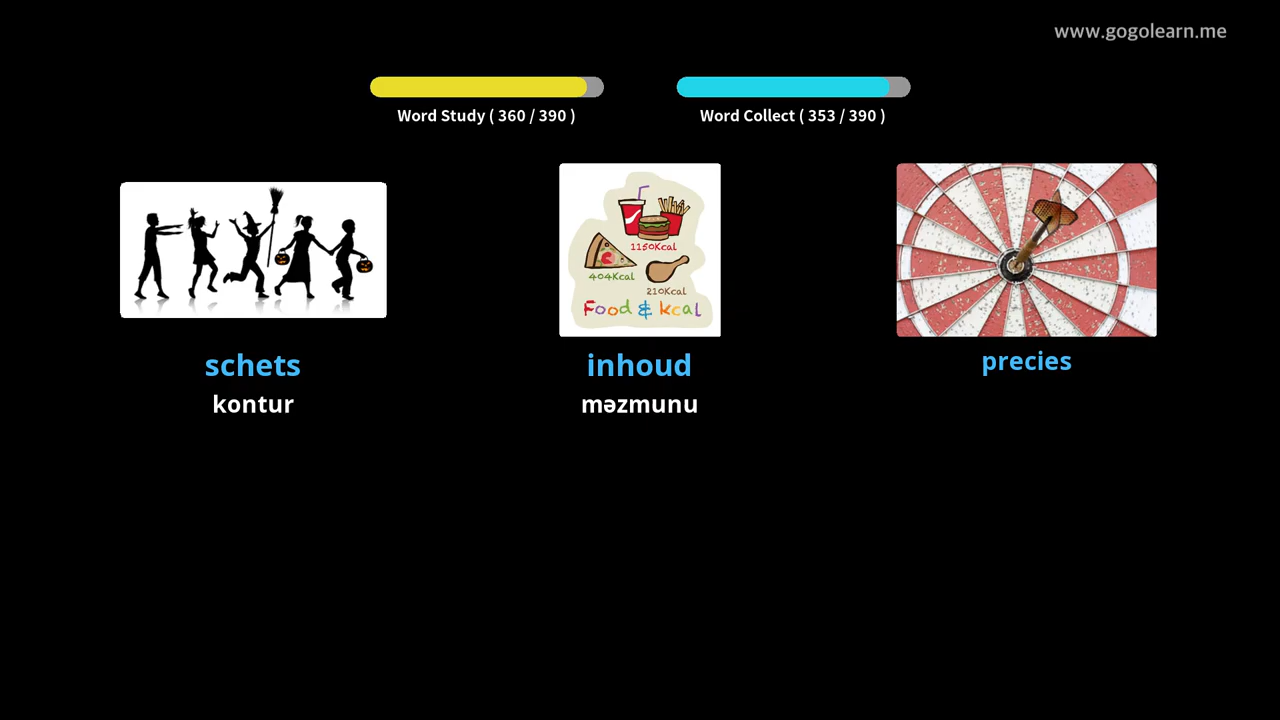 www.gogolearn.me
Word Study ( 360 / 390 )
Word Collect ( 353 / 390 )
1150Kcal
404Kcal
210Kcal
Food & kcal
schets
inhoud
precies
kontur
məzmunu